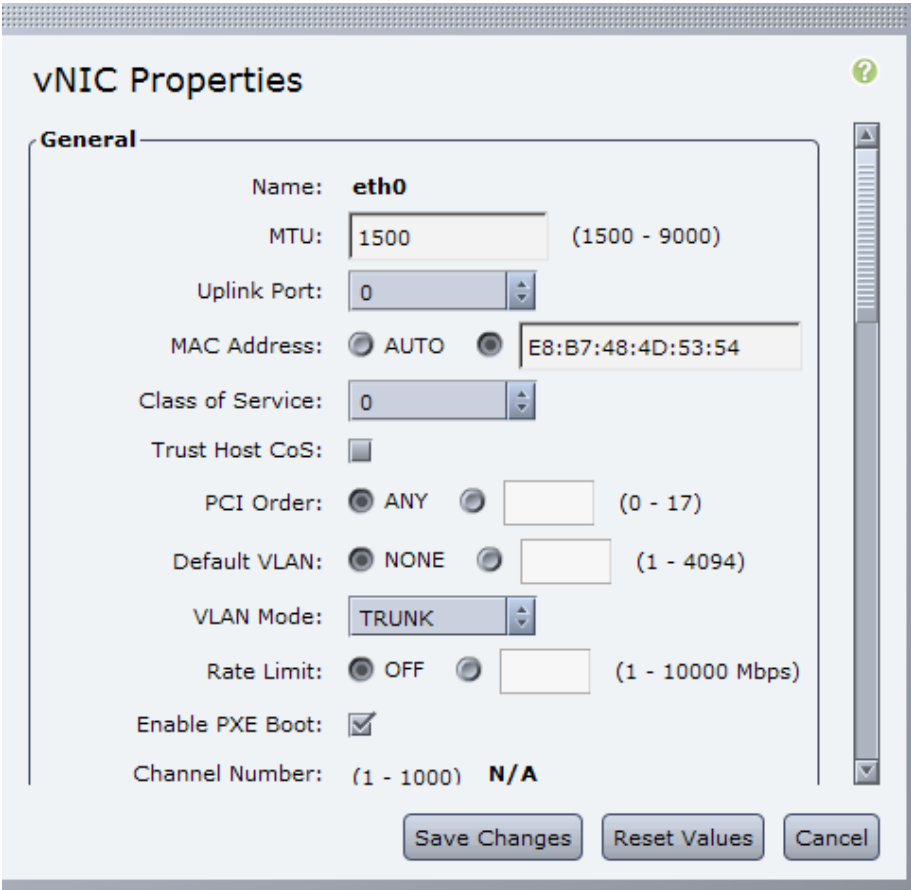 vNIC Properties
?
General
Name: eth0
MTU: 1500 (1500 - 9000)
Uplink Port: 0
MAC Address: AUTO E8:B7:48:4D:53:54
Class of Service: 0
Trust Host CoS:
PCI Order: ANY (0 - 17)
Default VLAN: NONE (1 - 4094)
VLAN Mode: TRUNK
Rate Limit: OFF (1 - 10000 Mbps)
Enable PXE Boot:
Channel Number: (1 - 1000) N/A
Save Changes Reset Values Cancel